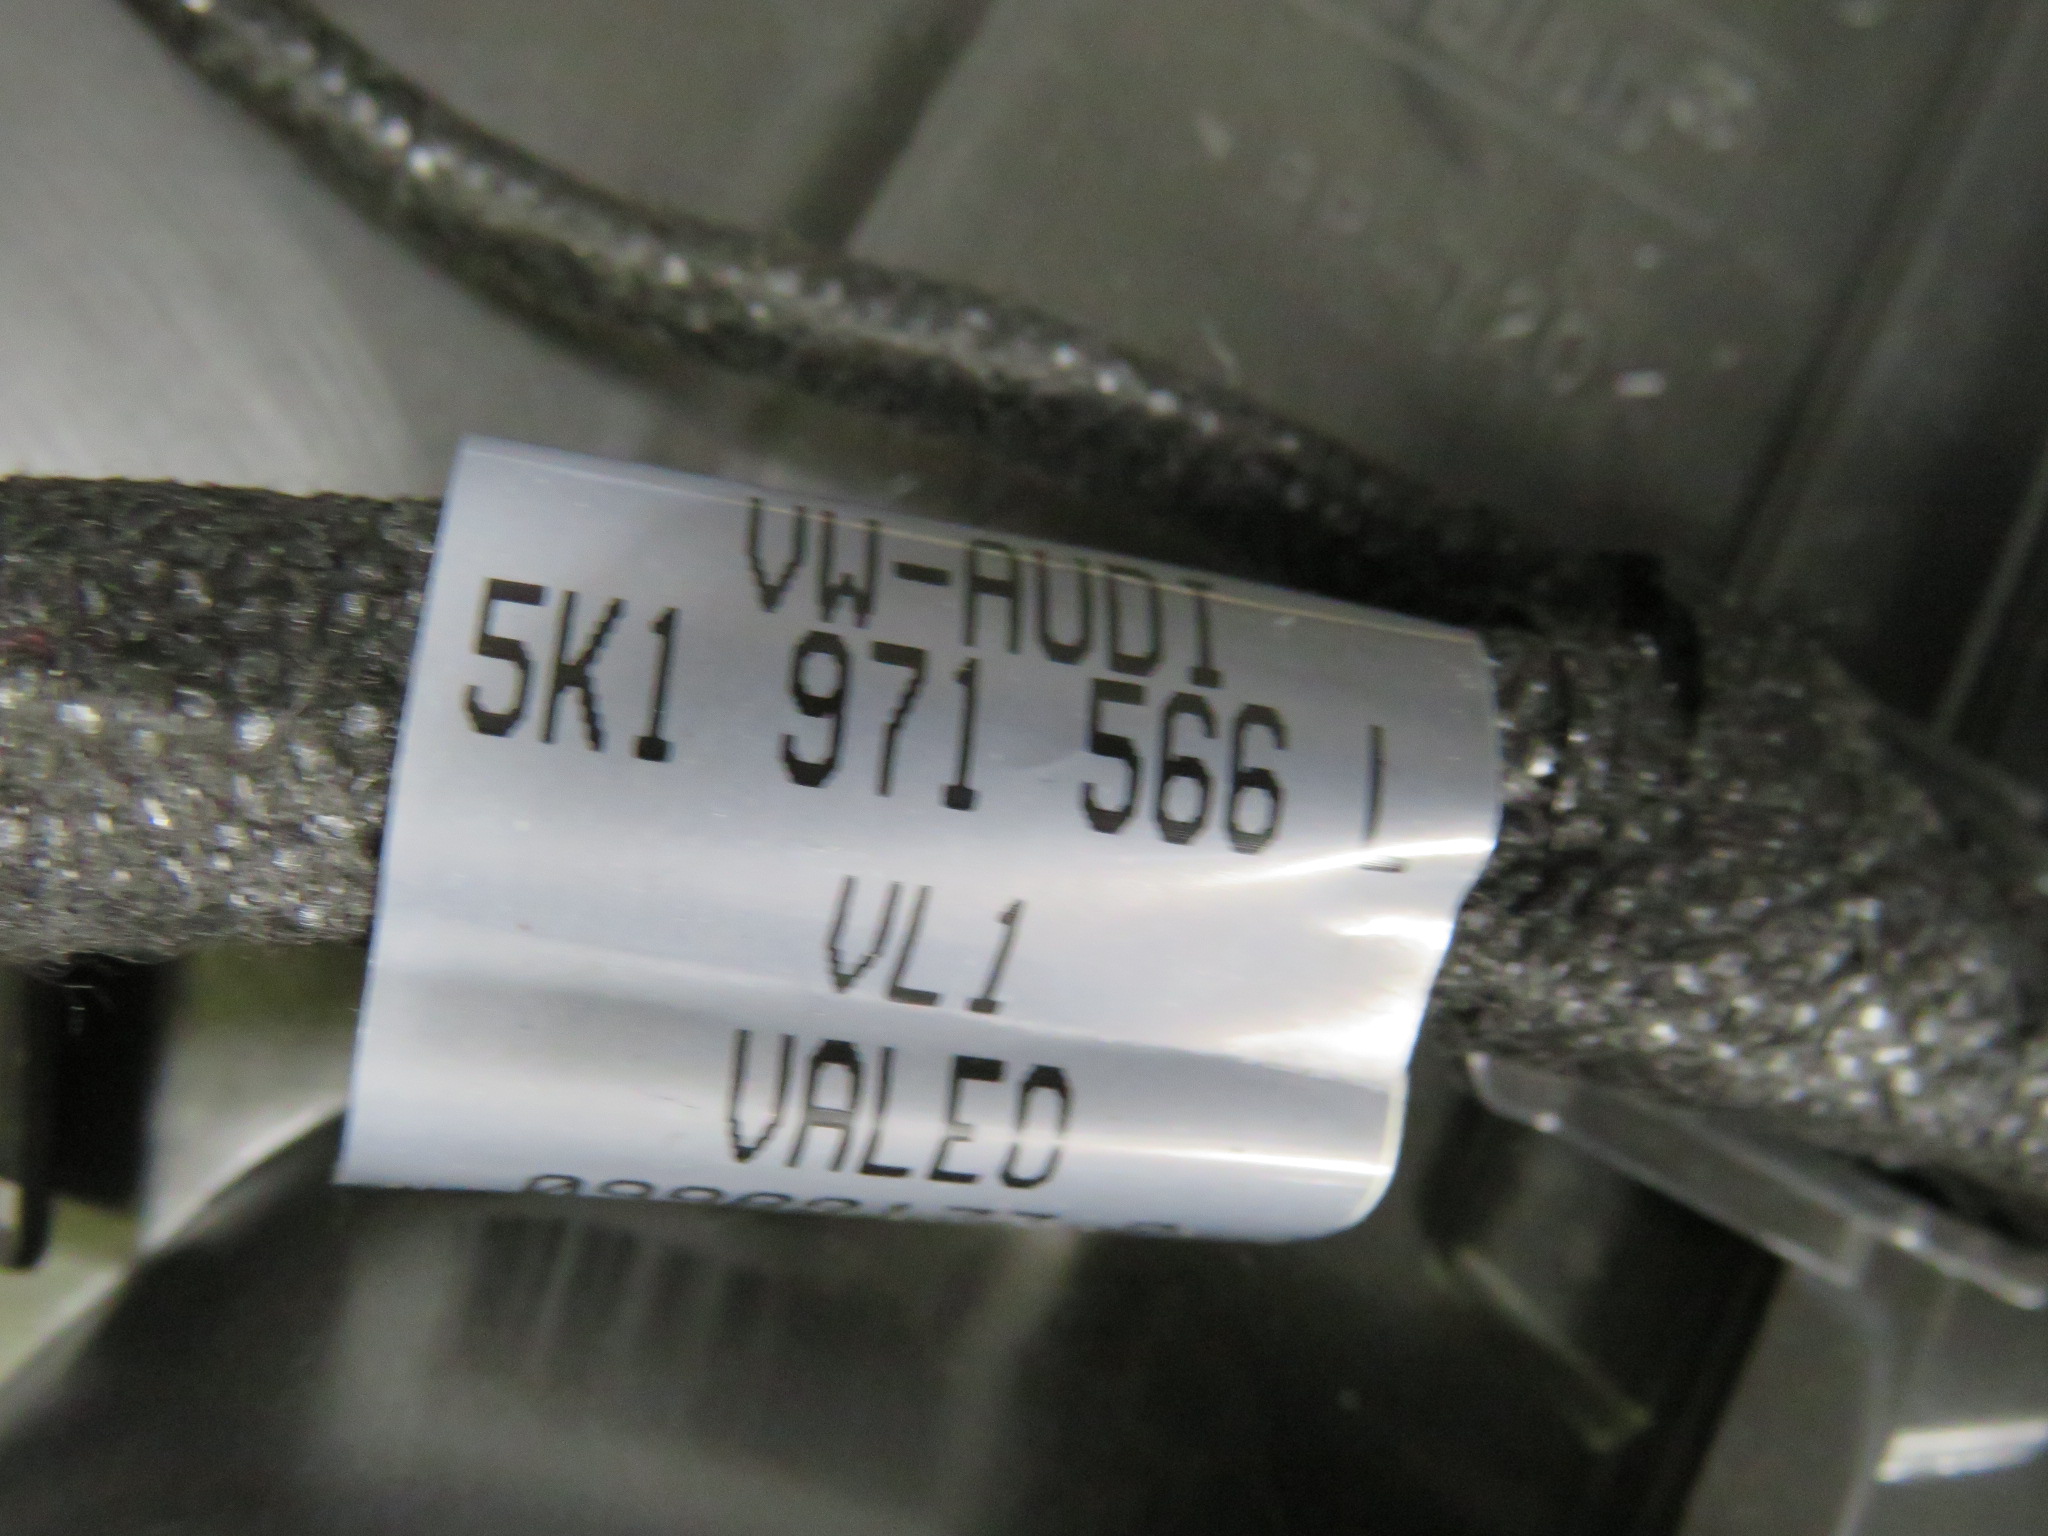 VW-AUDI
5K1 971 566 L
VL1
VALEO